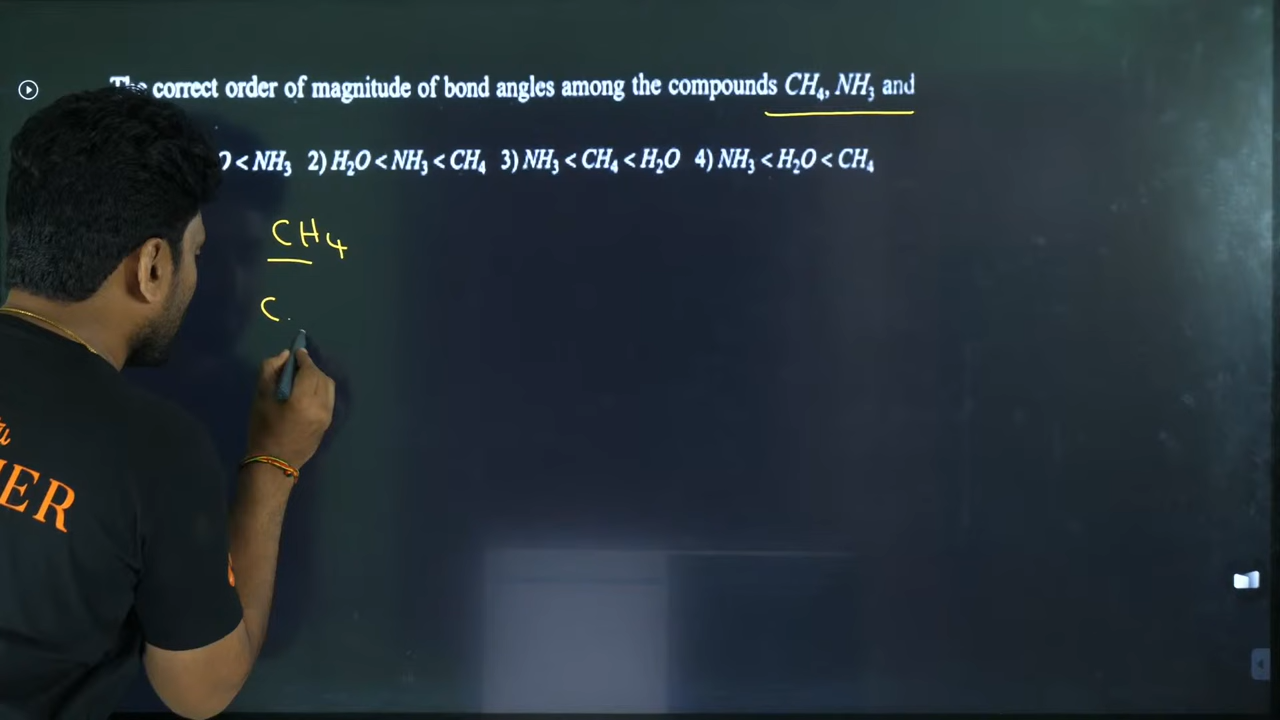 The correct order of magnitude of bond angles among the compounds CH₄, NH₃ and
O < NH₃ 2) H₂O < NH₃ < CH₄ 3) NH₃ < CH₄ < H₂O 4) NH₃ < H₂O < CH₄
CH₄
C
ER